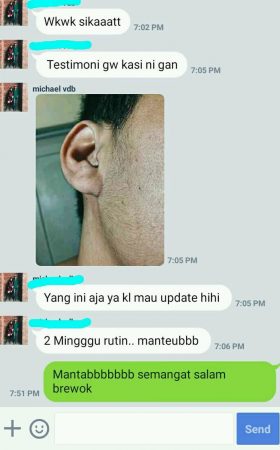 vdb
Wkwk sikaaatt
7:02 PM
Testimoni gw kasi ni gan
7:05 PM
michael vdb
7:05 PM
Yang ini aja ya kl mau update hihi
7:05 PM
2 Mingggu rutin.. manteubbb
7:06 PM
Mantabbbbbbb semangat salam
brewok
7:51 PM
Send